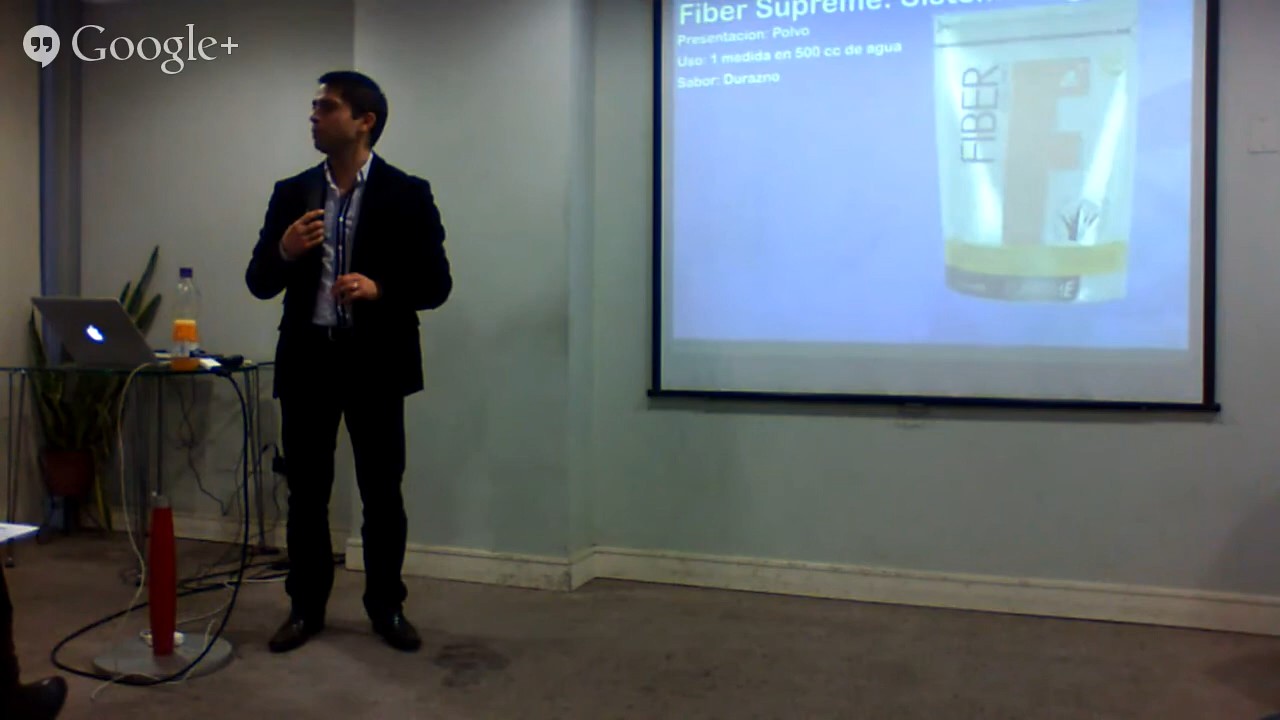 Google+
Fiber Supreme:
Presentacion: Polvo
Uso: 1 medida en 500 cc de agua
Sabor: Durazno
FIBER
F